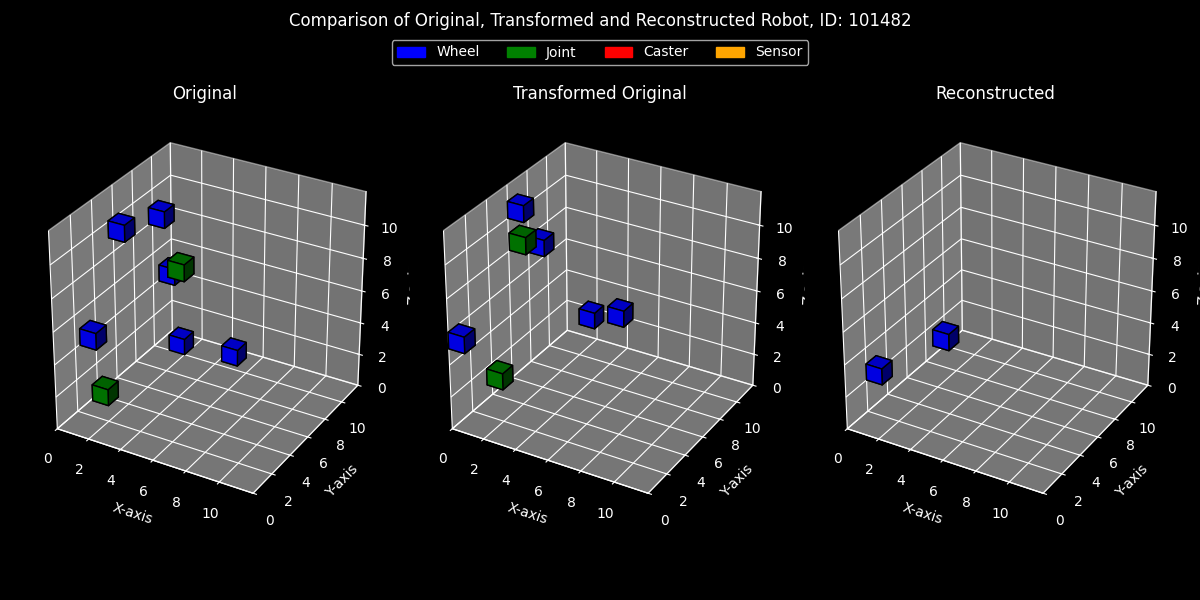 Comparison of Original, Transformed and Reconstructed Robot, ID: 101482
Wheel Joint Caster Sensor
Original Transformed Original Reconstructed
10 10 10
8 8 8
6 6 6
4 4 4
2 2 2
0 0 0
0 2 4 6 8 10
X-axis
0 2 4 6 8 10
Y-axis
0 2 4 6 8 10
X-axis
0 2 4 6 8 10
Y-axis
0 2 4 6 8 10
X-axis
0 2 4 6 8 10
Y-axis